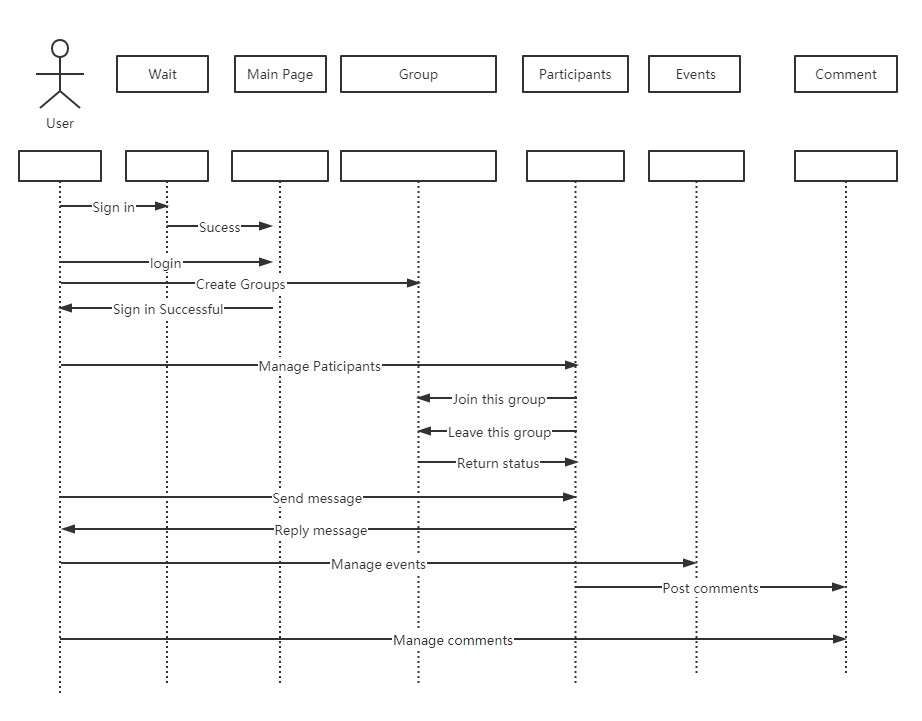 Wait
Main Page
Group
Participants
Events
Comment
User
Sign in
Sucess
login
Create Groups
Sign in Successful
Manage Paticipants
Join this group
Leave this group
Return status
Send message
Reply message
Manage events
Post comments
Manage comments